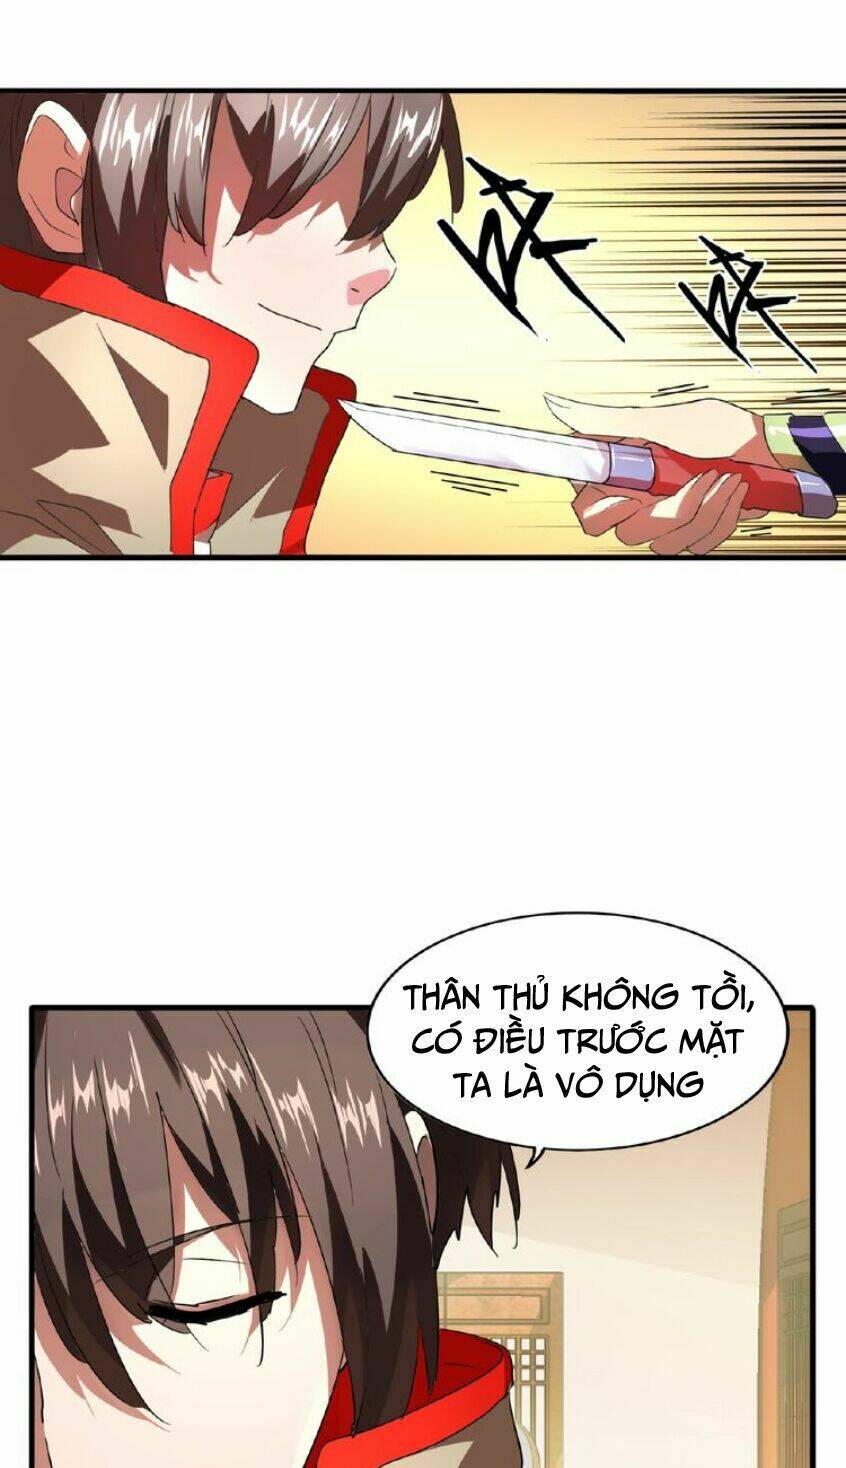 THÂN THỦ KHÔNG TỒI,
CÓ ĐIỀU TRƯỚC MẶT
TA LÀ VÔ DỤNG